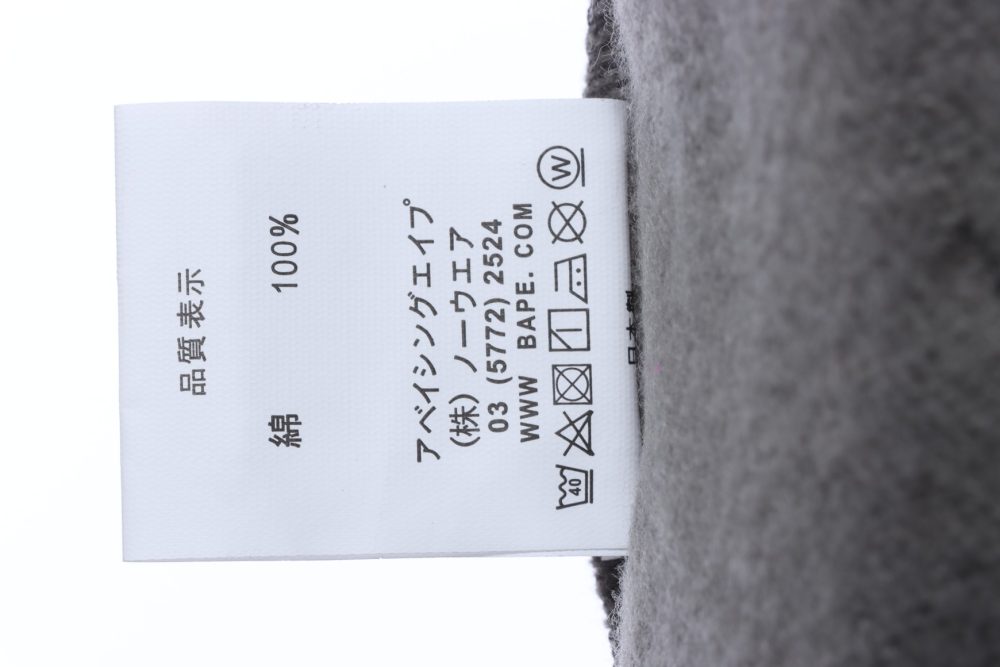 品質表示
綿 100%
アベイシングエイプ
(株) ノーウエア
03 (5772) 2524
WWW BAPE. COM
40 W